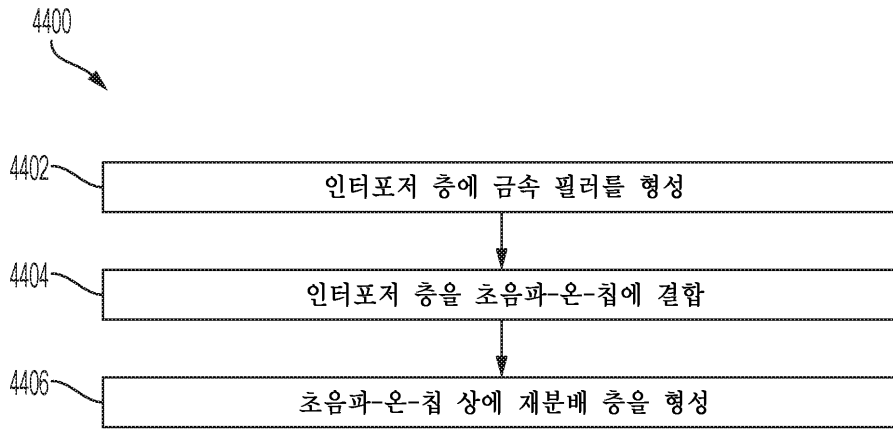 4400
4402
인터포저 층에 금속 필러를 형성
4404
인터포저 층을 초음파-온-칩에 결합
4406
초음파-온-칩 상에 재분배 층을 형성